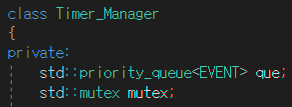 class Timer_Manager
{
private:
std::priority_queue<EVENT> que;
std::mutex mutex;